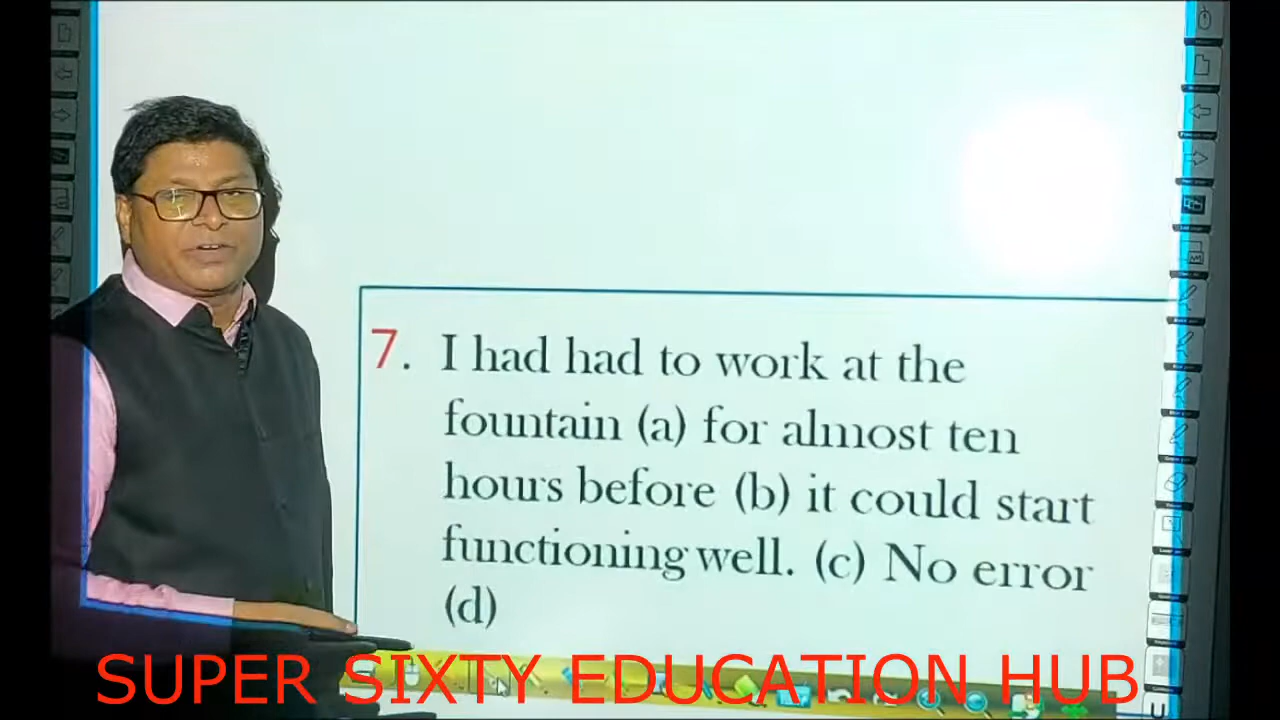 7. I had had to work at the
fountain (a) for almost ten
hours before (b) it could start
functioning well. (c) No error
(d)
SUPER SIXTY EDUCATION HUB